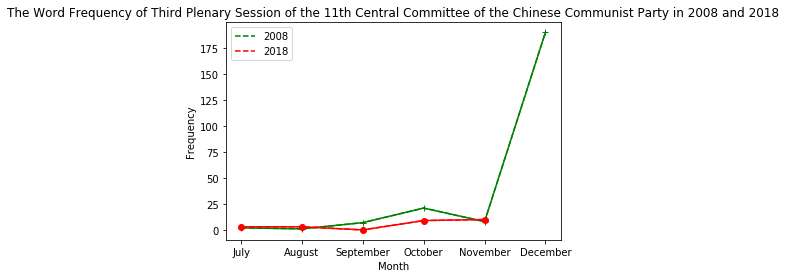 The Word Frequency of Third Plenary Session of the 11th Central Committee of the Chinese Communist Party in 2008 and 2018
2008
2018
175
150
125
100
75
50
25
0
Frequency
July August September October November December
Month